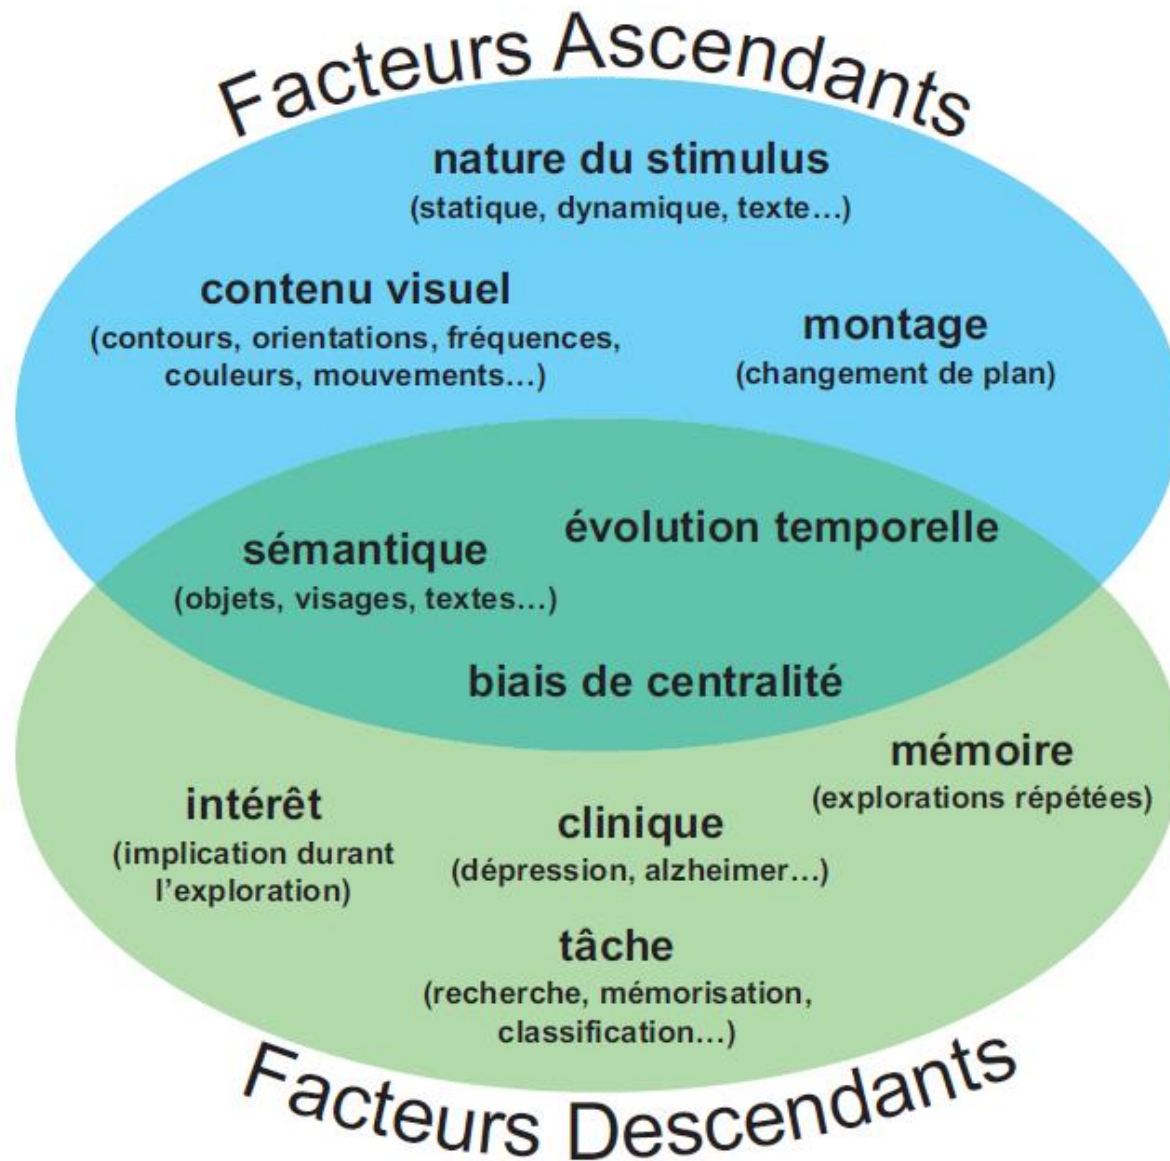 Facteurs Ascendants
nature du stimulus
(statique, dynamique, texte…)
contenu visuel
(contours, orientations, fréquences,
couleurs, mouvements…)
montage
(changement de plan)
évolution temporelle
sémantique
(objets, visages, textes…)
biais de centralité
mémoire
(explorations répétées)
intérêt
(implication durant
l’exploration)
clinique
(dépression, alzheimer…)
tâche
(recherche, mémorisation,
classification…)
Facteurs Descendants